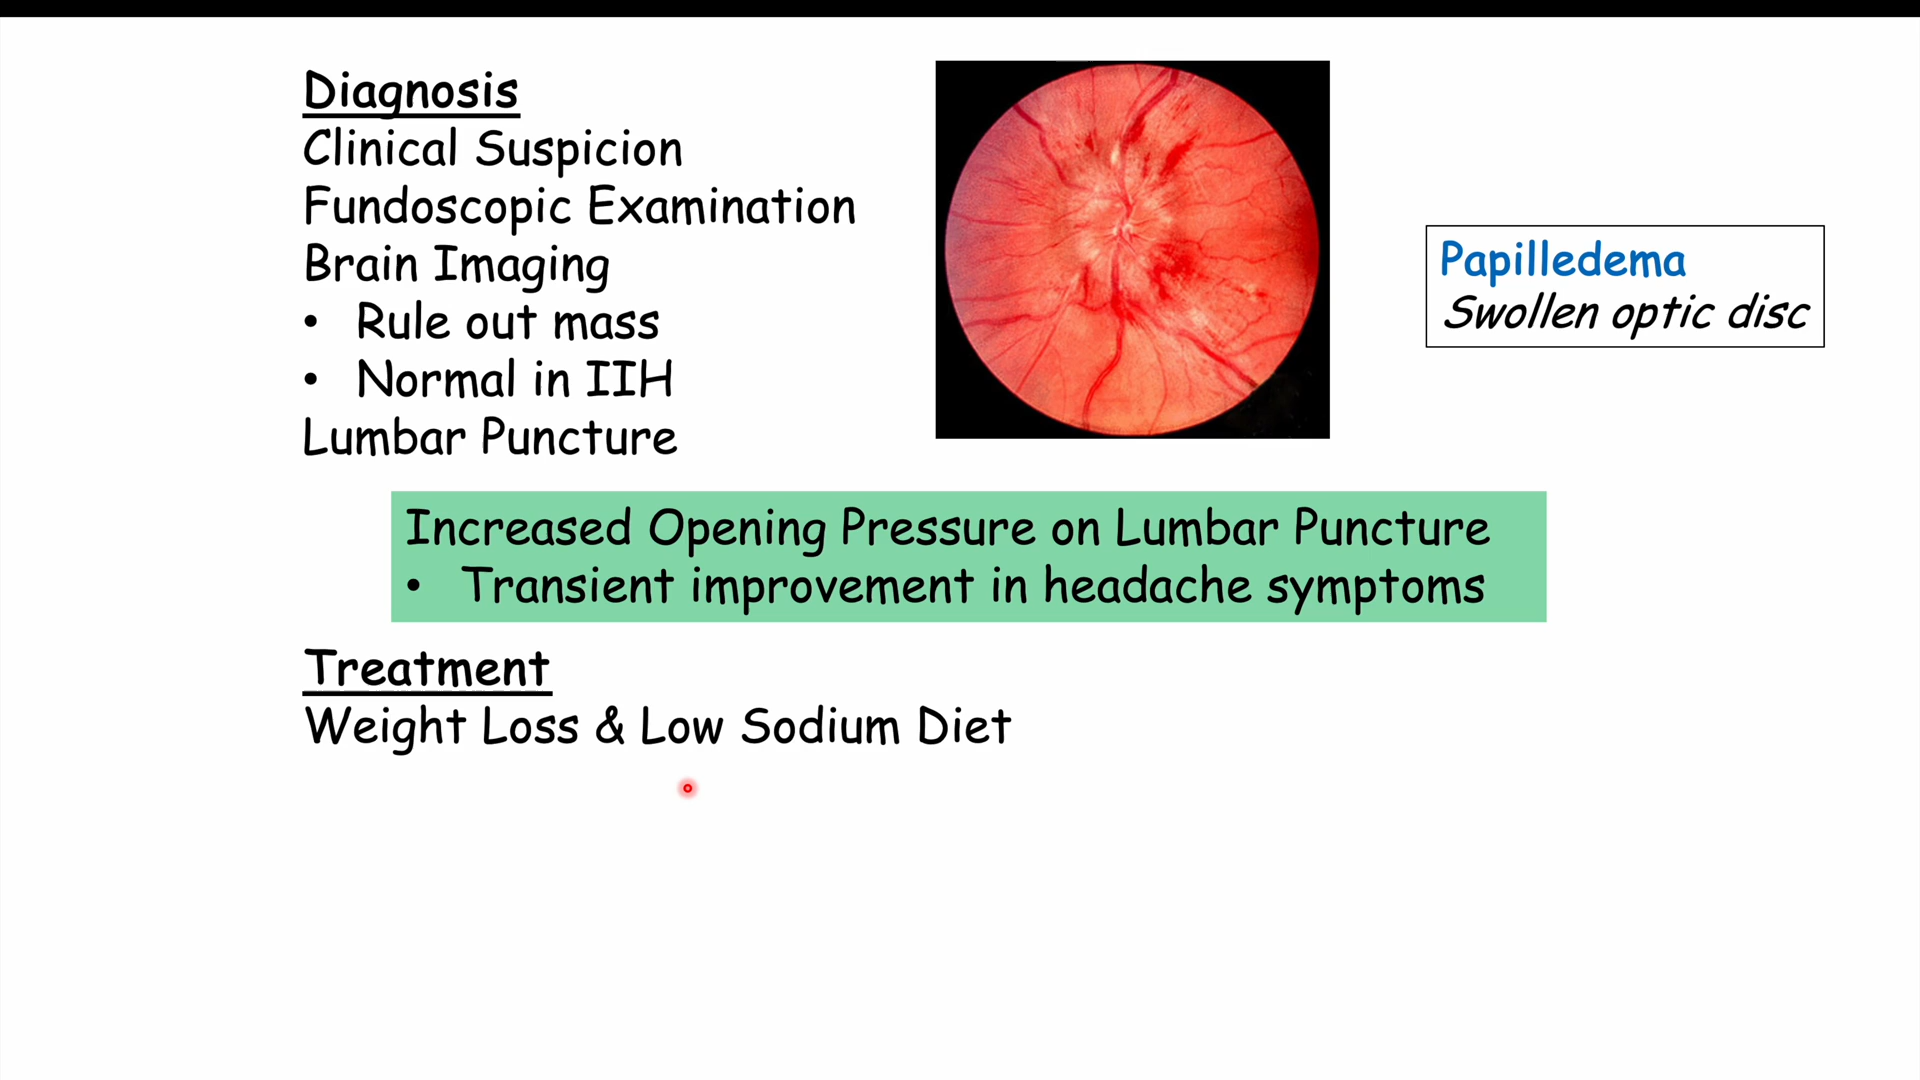 Diagnosis
Clinical Suspicion
Fundoscopic Examination
Brain Imaging
• Rule out mass
• Normal in IIH
Lumbar Puncture
Papilledema
Swollen optic disc
Increased Opening Pressure on Lumbar Puncture
• Transient improvement in headache symptoms
Treatment
Weight Loss & Low Sodium Diet